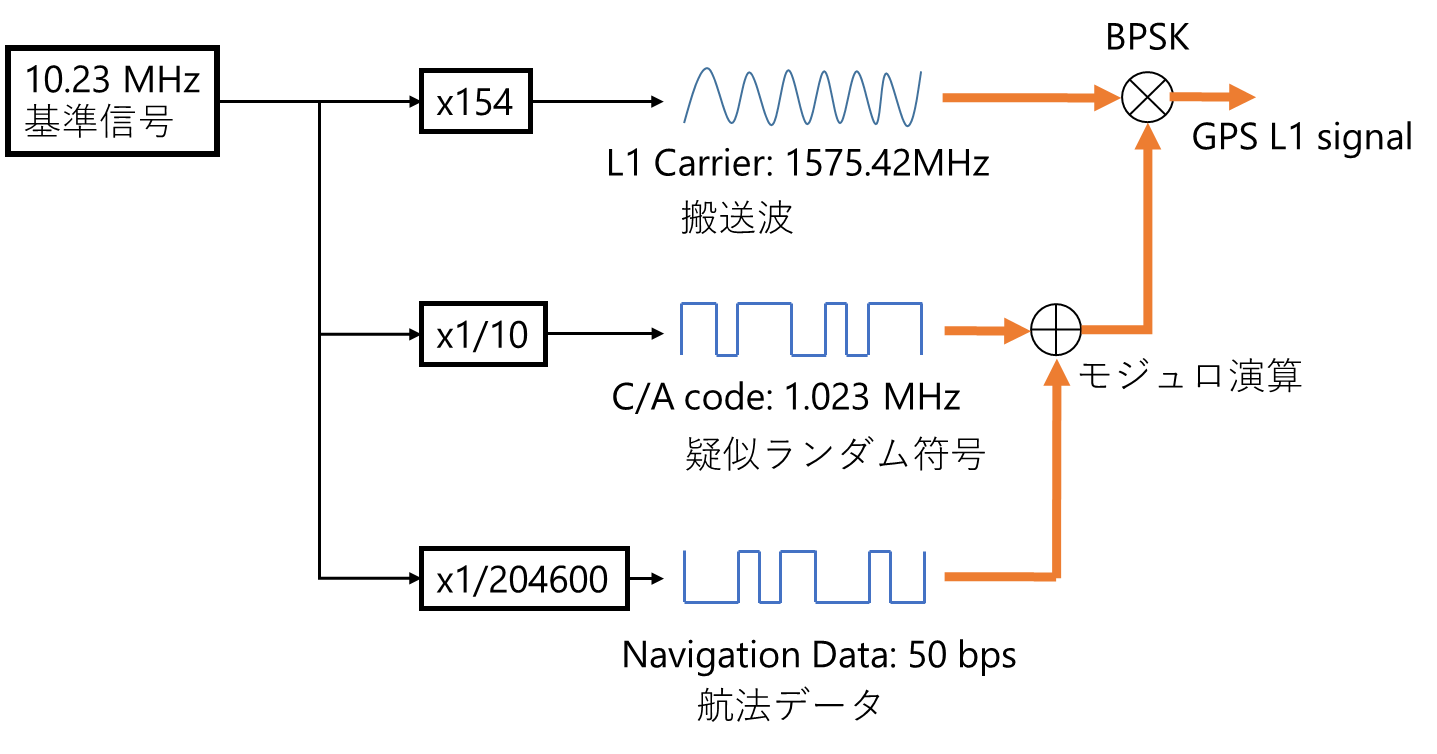 BPSK
10.23 MHz
基準信号
x154
GPS L1 signal
L1 Carrier: 1575.42MHz
搬送波
x1/10
モジュロ演算
C/A code: 1.023 MHz
疑似ランダム符号
x1/204600
Navigation Data: 50 bps
航法データ